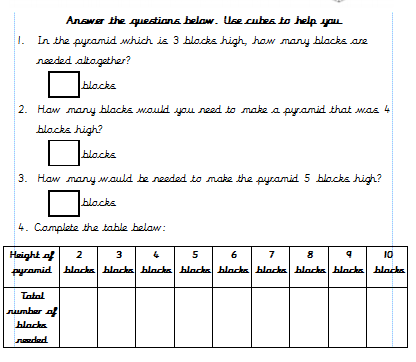 Answer the questions below. Use cubes to help you.
1. In the pyramid which is 3 blocks high, how many blocks are
needed altogether?
blocks
2. How many blocks would you need to make a pyramid that was 4
blocks high?
blocks
3. How many would be needed to make the pyramid 5 blocks high?
blocks
4. Complete the table below:
Height of pyramid 2 blocks 3 blocks 4 blocks 5 blocks 6 blocks 7 blocks 8 blocks 9 blocks 10 blocks
Total
number of
blocks
needed